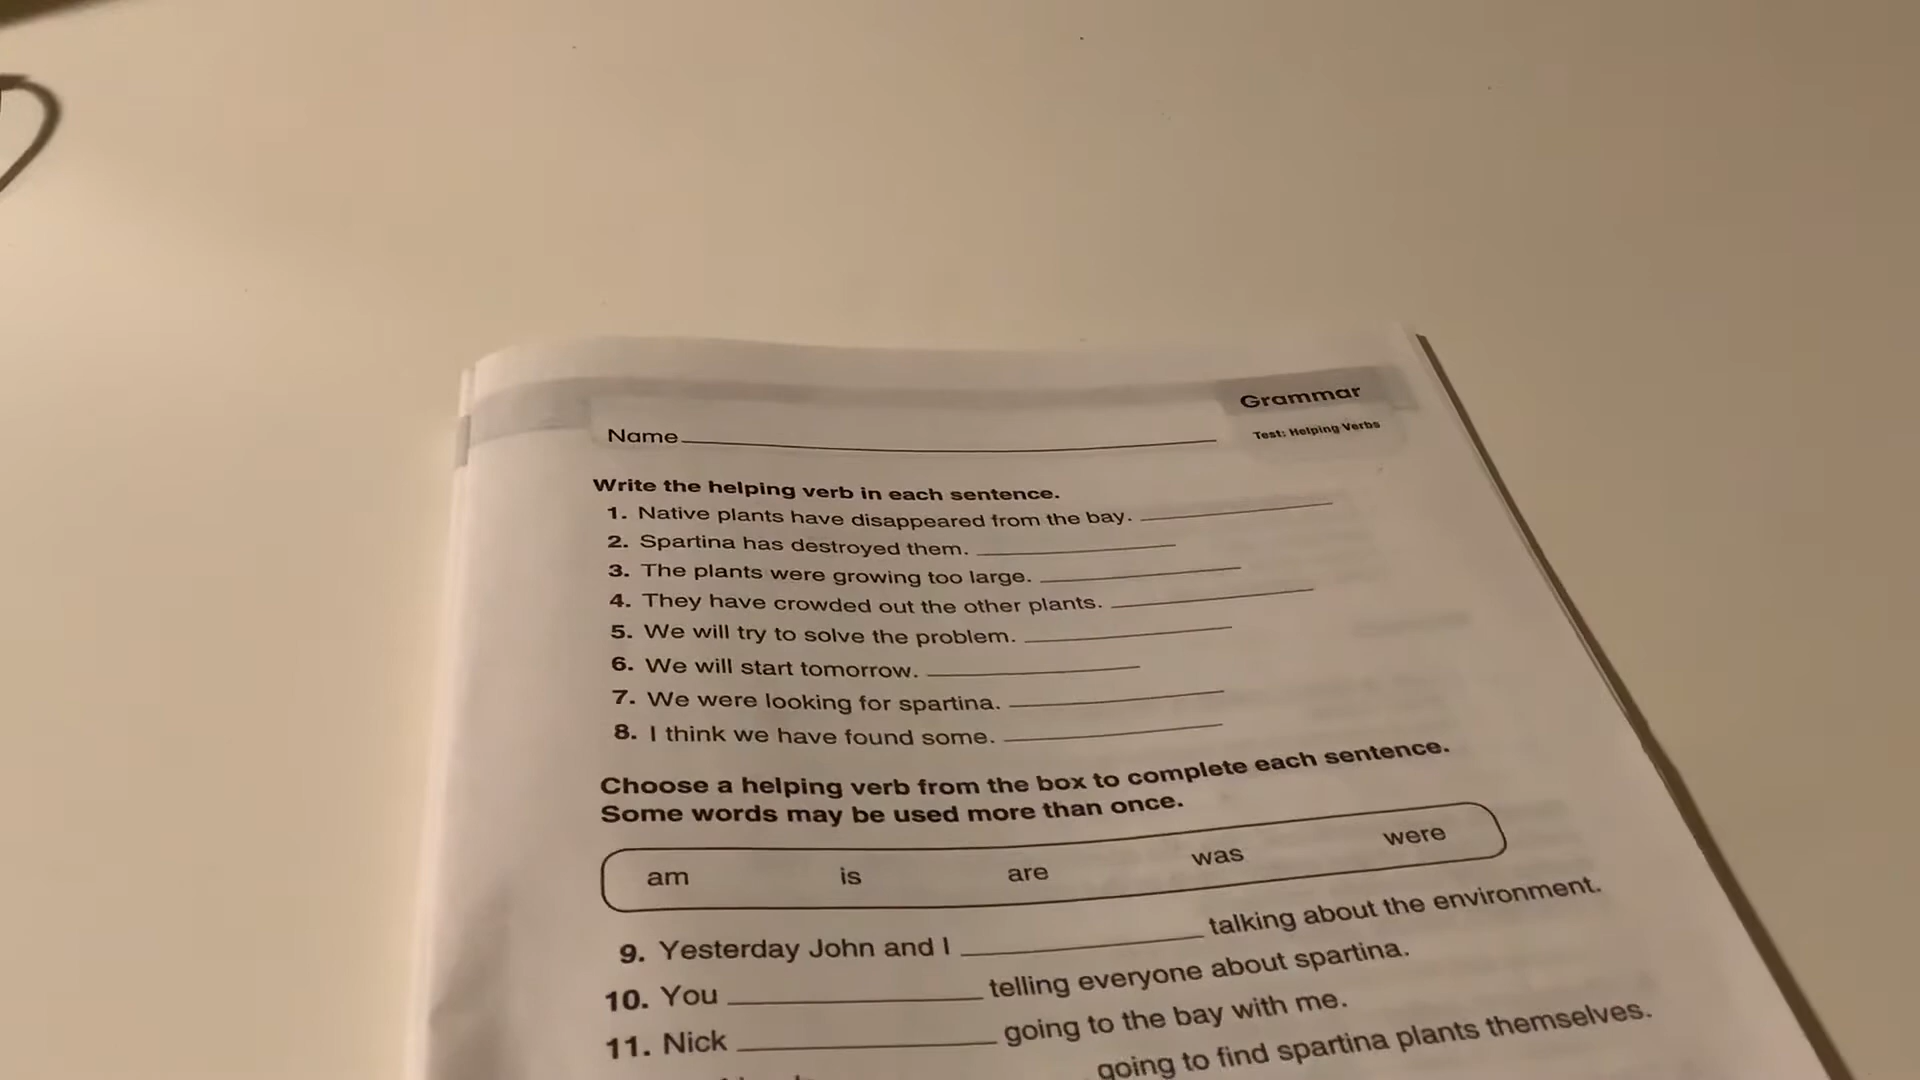 Grammar
Name
Test: Helping Verbs
Write the helping verb in each sentence.
1. Native plants have disappeared from the bay.
2. Spartina has destroyed them.
3. The plants were growing too large.
4. They have crowded out the other plants.
5. We will try to solve the problem.
6. We will start tomorrow.
7. We were looking for spartina.
8. I think we have found some.
Choose a helping verb from the box to complete each sentence.
Some words may be used more than once.
am is are was were
9. Yesterday John and I talking about the environment.
10. You telling everyone about spartina.
11. Nick going to the bay with me.
going to find spartina plants themselves.